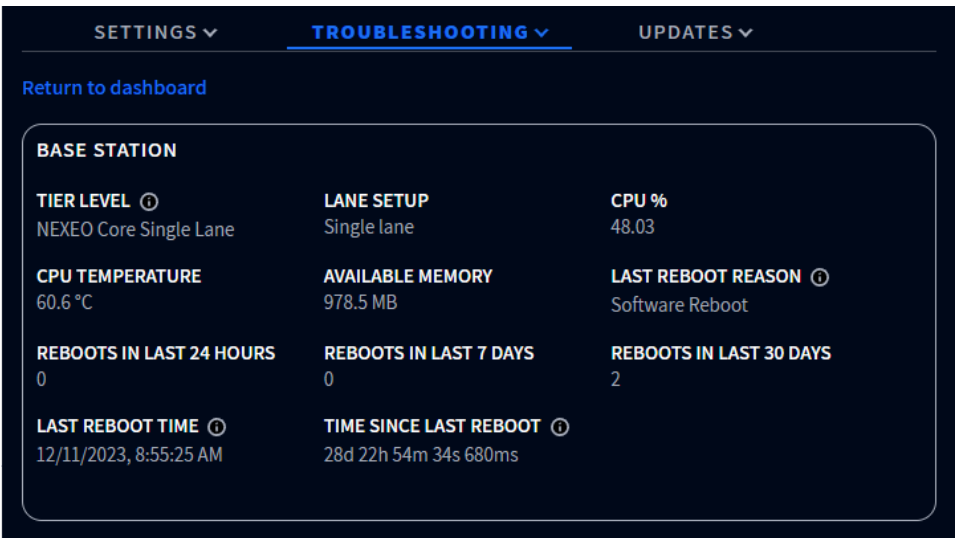 SETTINGS TROUBLESHOOTING UPDATES
Return to dashboard
BASE STATION
TIER LEVEL LANE SETUP CPU %
NEXEO Core Single Lane Single lane 48.03
CPU TEMPERATURE AVAILABLE MEMORY LAST REBOOT REASON
60.6 °C 978.5 MB Software Reboot
REBOOTS IN LAST 24 HOURS REBOOTS IN LAST 7 DAYS REBOOTS IN LAST 30 DAYS
0 0 2
LAST REBOOT TIME TIME SINCE LAST REBOOT
12/11/2023, 8:55:25 AM 28d 22h 54m 34s 680ms